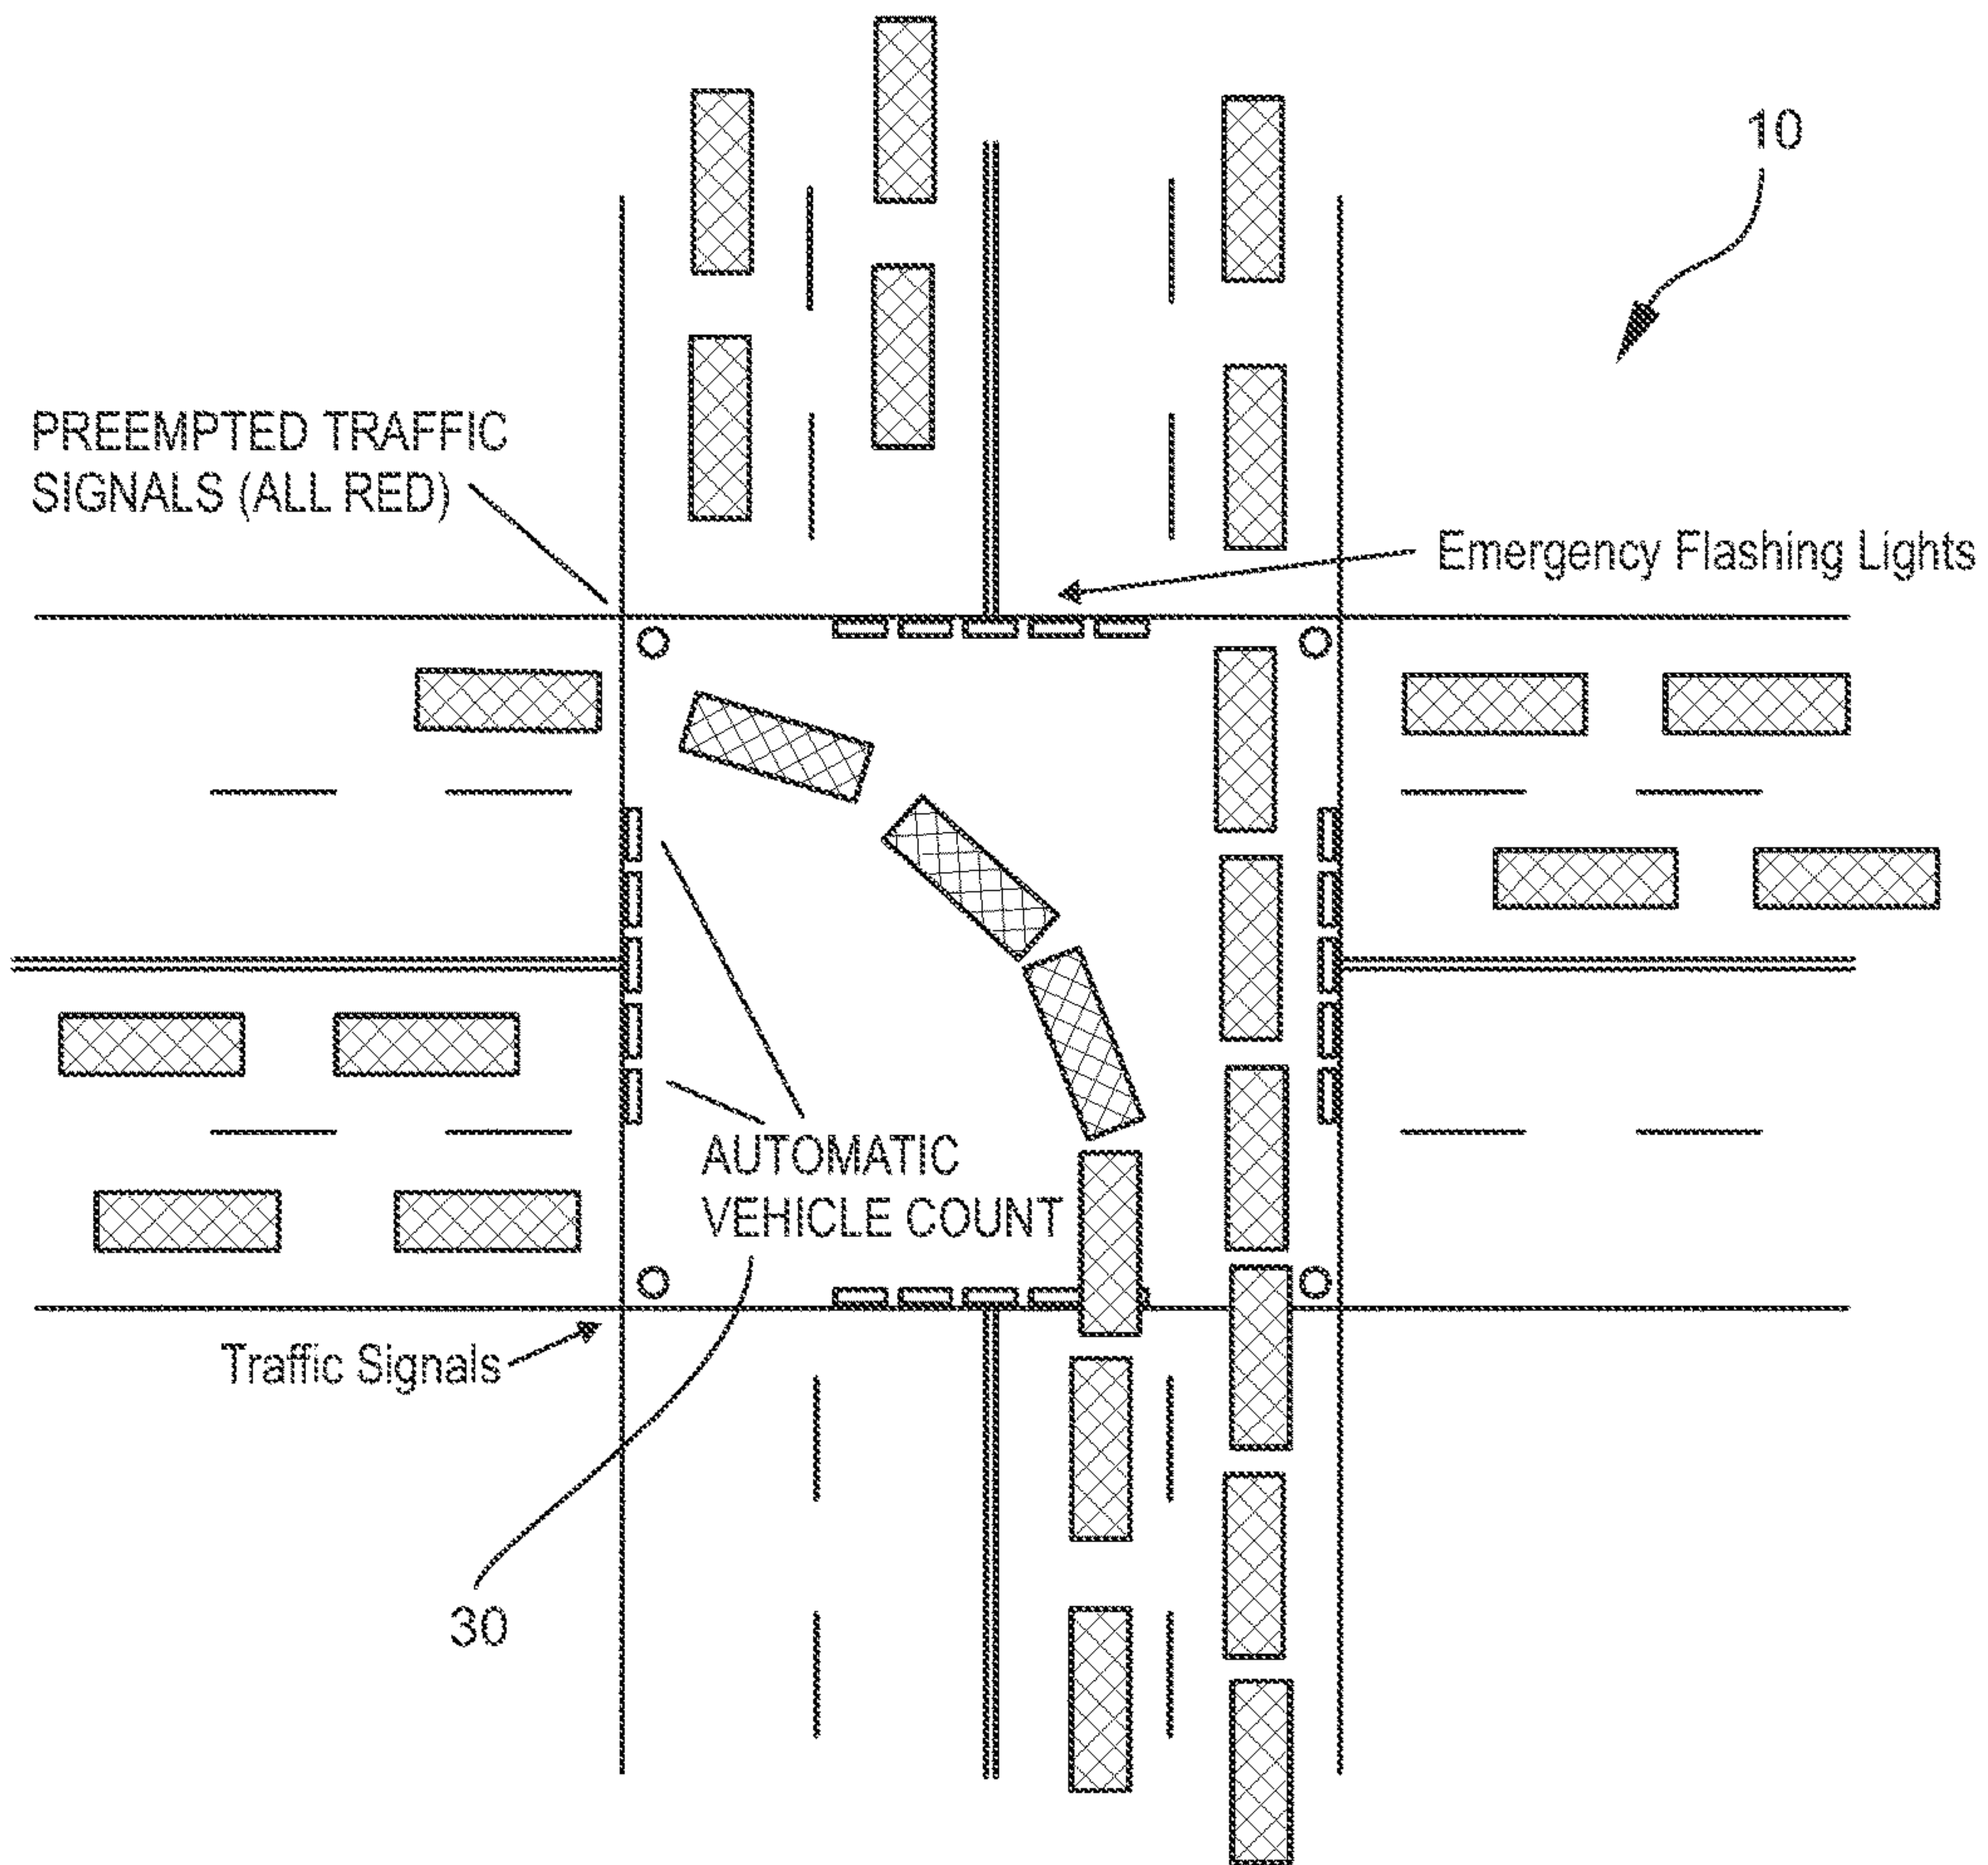 10
PREEMPTED TRAFFIC
SIGNALS (ALL RED)
Emergency Flashing Lights
AUTOMATIC
VEHICLE COUNT
Traffic Signals
30